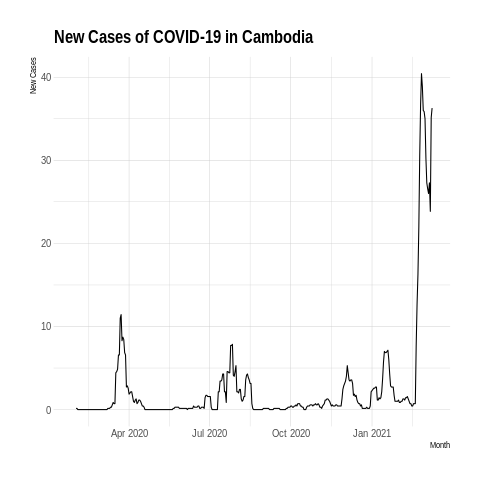 New Cases of COVID-19 in Cambodia
New Cases
40
30
20
10
0
Apr 2020 Jul 2020 Oct 2020 Jan 2021
Month